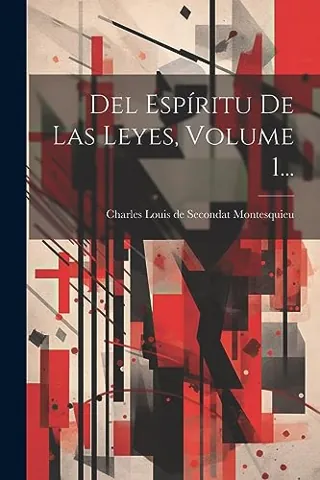 Del Espíritu De
Las Leyes, Volume
1...
Charles Louis de Secondat Montesquieu